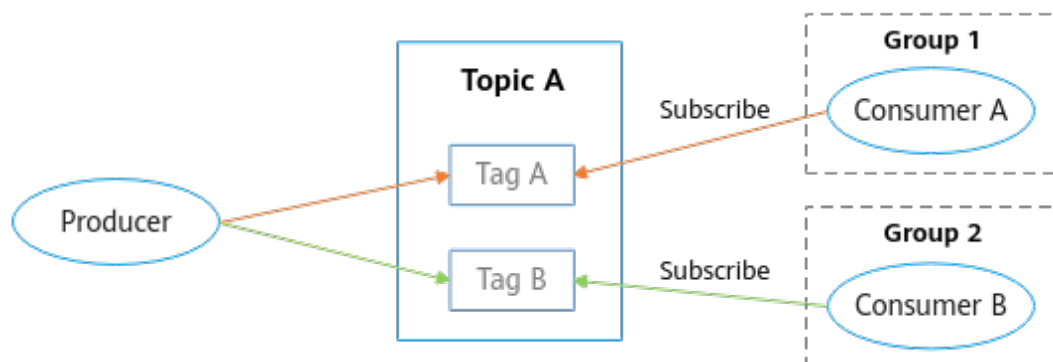 Topic A
Tag A
Tag B
Producer
Subscribe
Subscribe
Group 1
Consumer A
Group 2
Consumer B